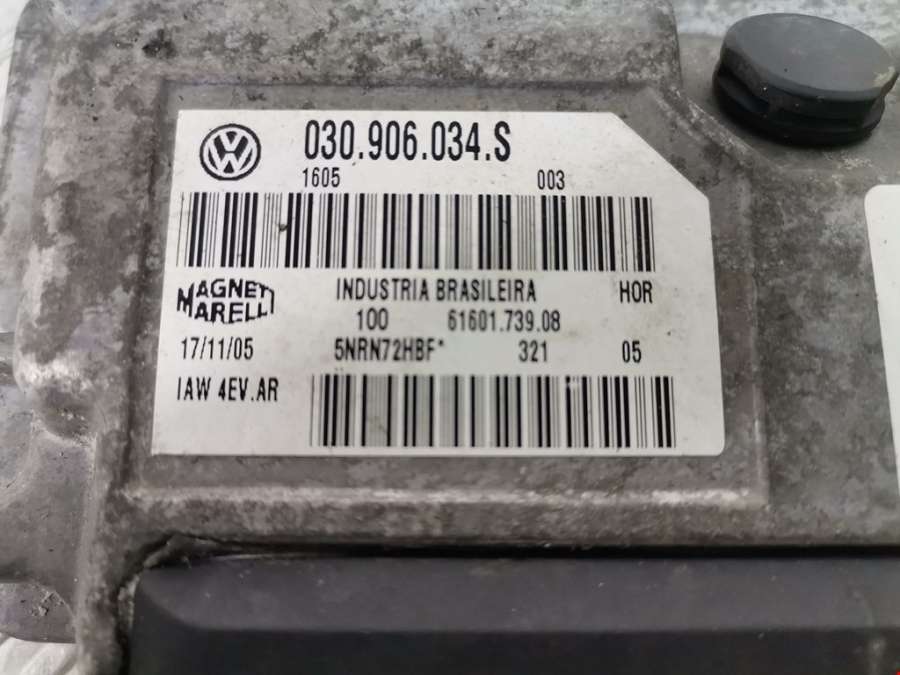 030.906.034.S
1605 003
MAGNETI MARELLI
INDUSTRIA BRASILEIRA HOR
100 61601.739.08
17/11/05 5NRN72HBF* 321 05
IAW 4EV.AR